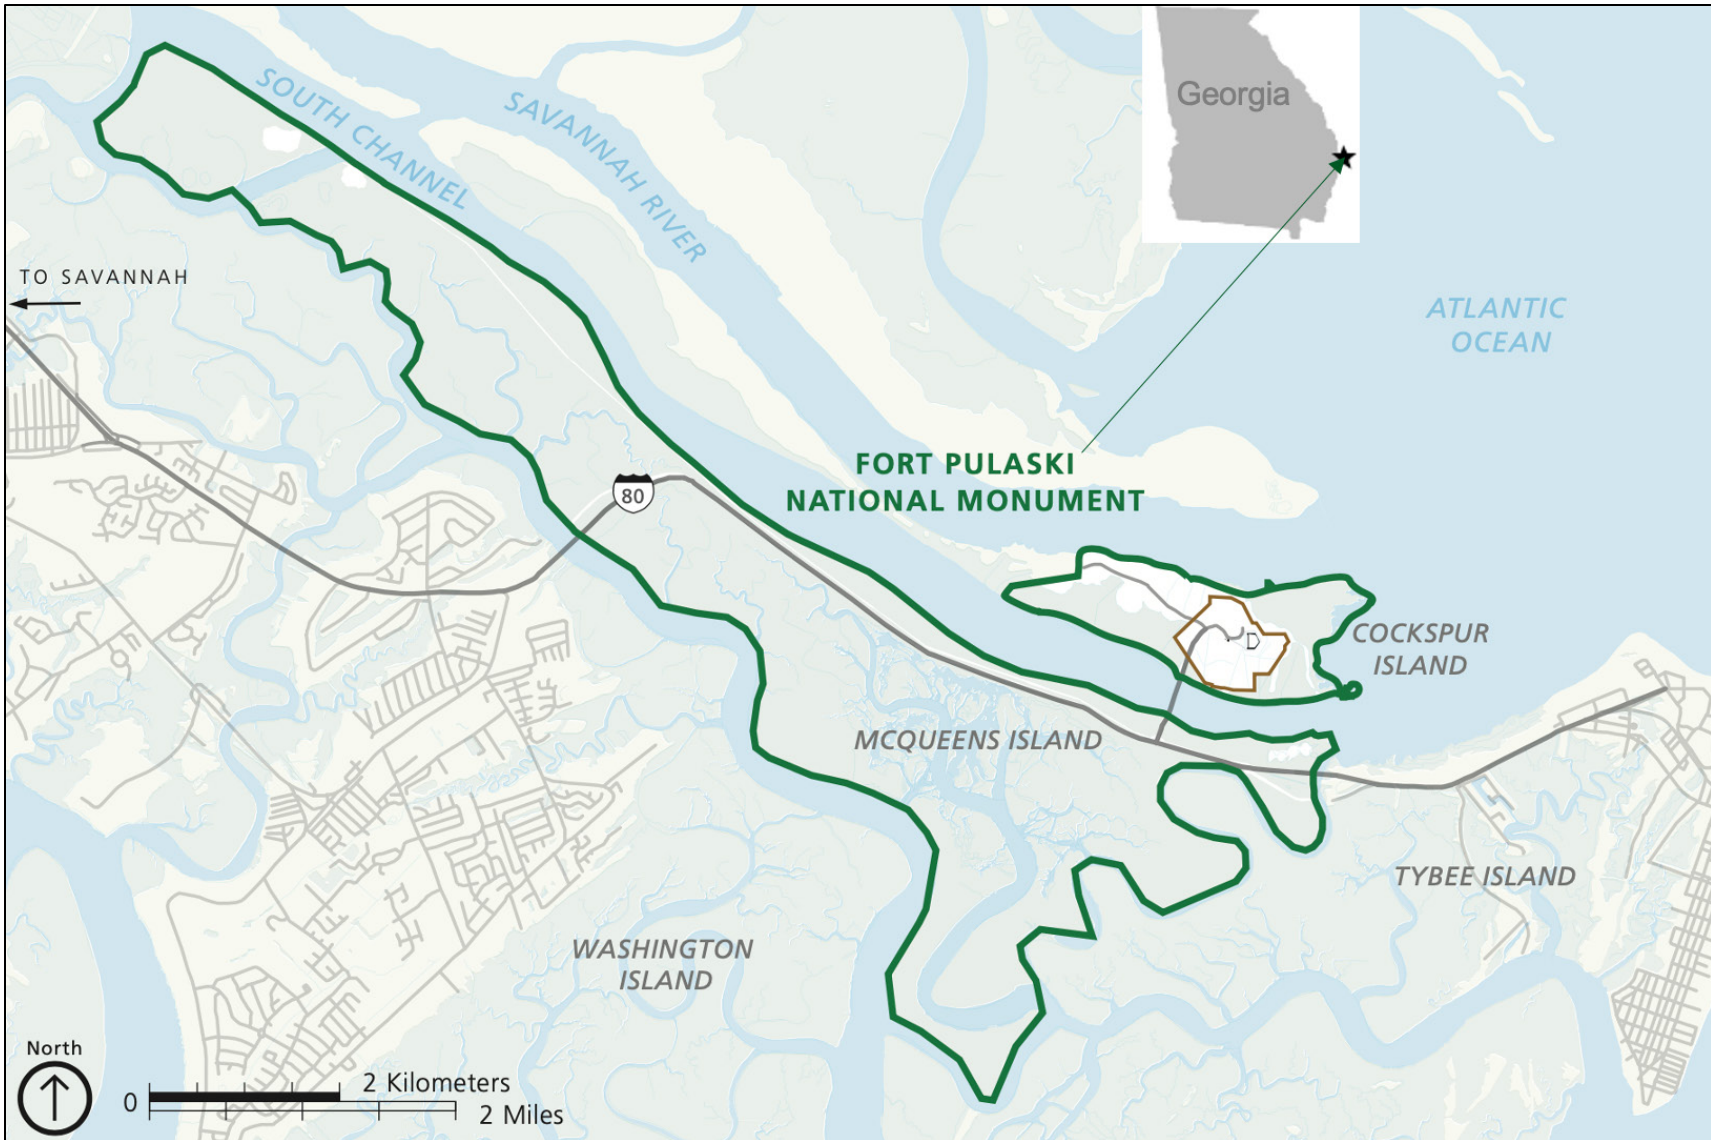 Georgia
SOUTH CHANNEL
SAVANNAH RIVER
TO SAVANNAH
ATLANTIC
OCEAN
FORT PULASKI
NATIONAL MONUMENT
80
COCKSPUR
ISLAND
MCQUEENS ISLAND
TYBEE ISLAND
WASHINGTON
ISLAND
North
0
2 Kilometers
2 Miles